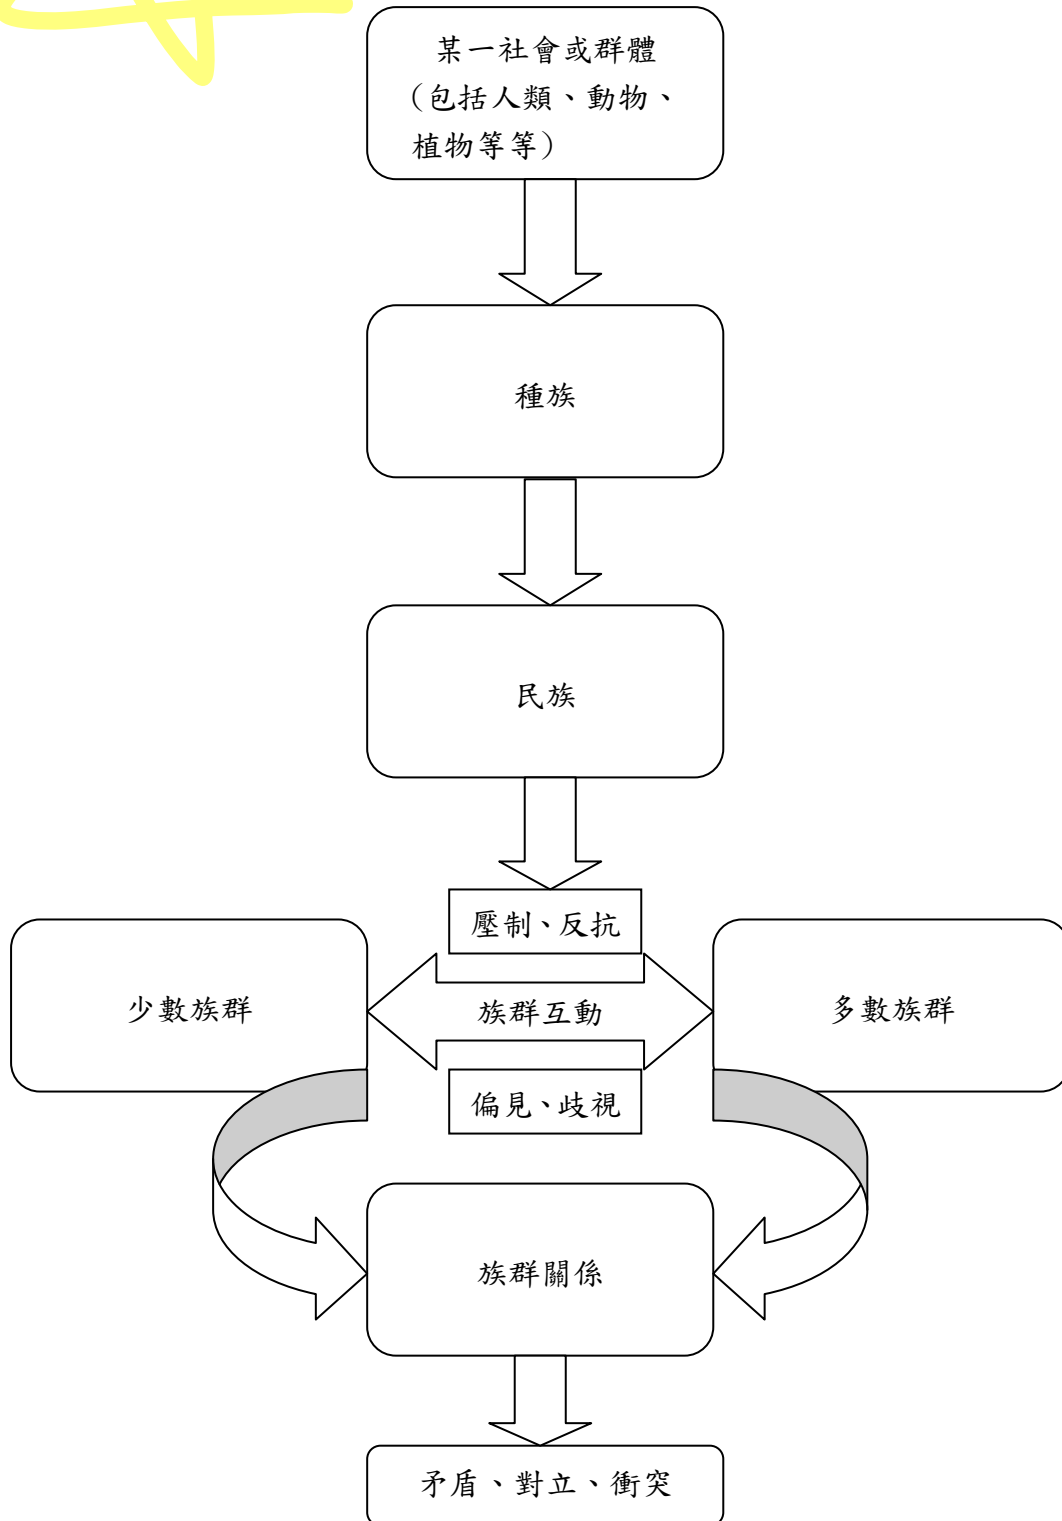 某一社會或群體
（包括人類、動物、
植物等等）
種族
民族
壓制、反抗
少數族群
族群互動
多數族群
偏見、歧視
族群關係
矛盾、對立、衝突